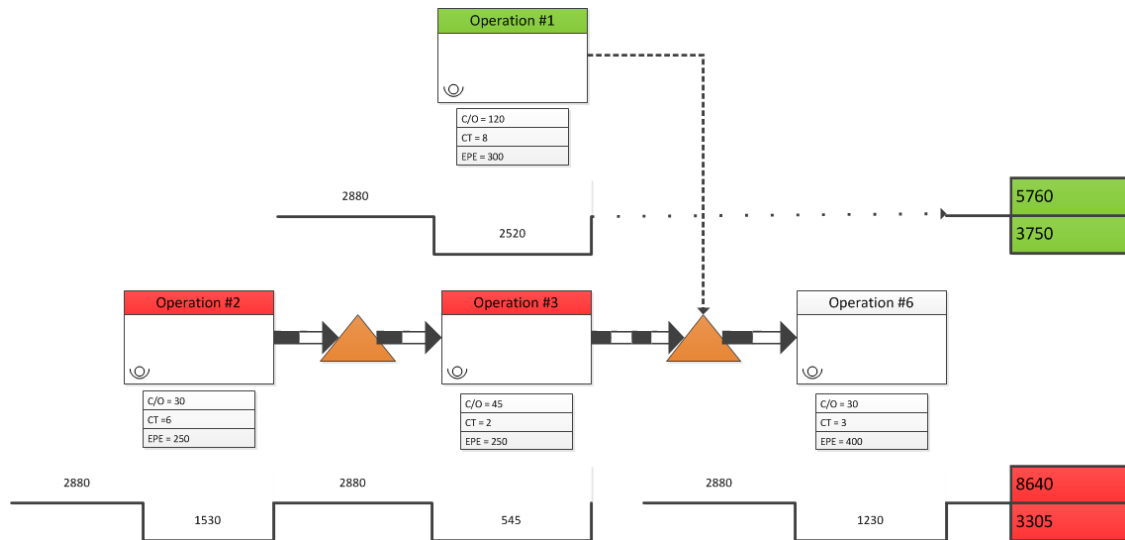 Operation #1
C/O = 120
CT = 8
EPE = 300
2880
2520
5760
3750
Operation #2
Operation #3
Operation #6
C/O = 30
CT =6
EPE = 250
C/O = 45
CT = 2
EPE = 250
C/O = 30
CT = 3
EPE = 400
2880
1530
2880
545
2880
1230
8640
3305